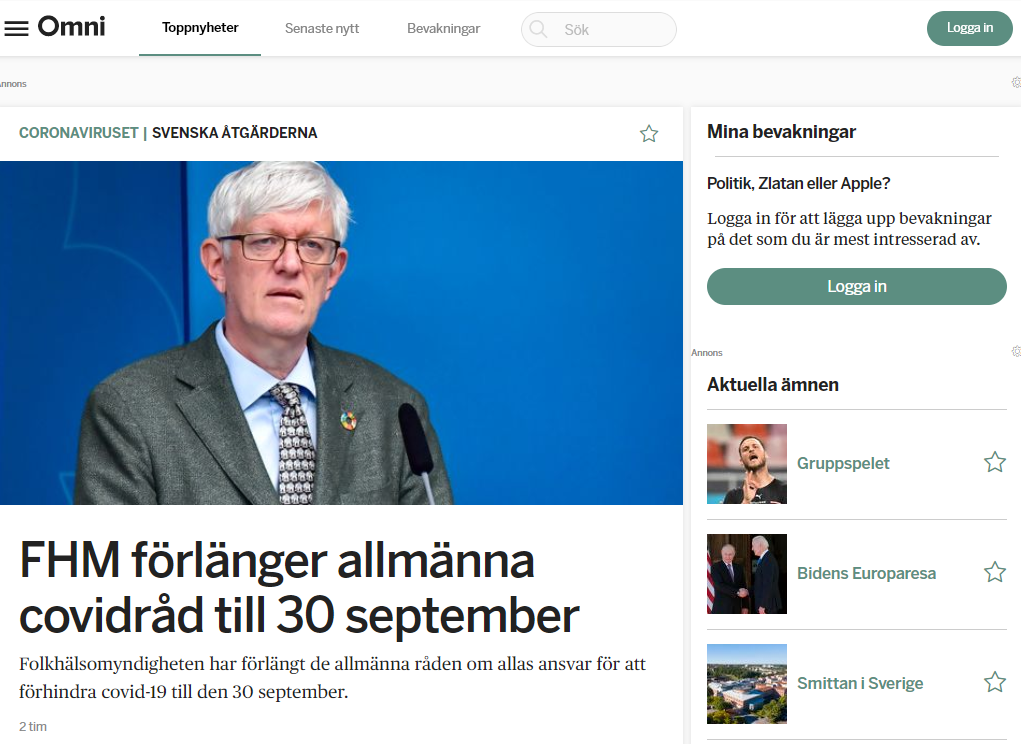 Omni
Toppnyheter
Senaste nytt
Bevakningar
Sök
Logga in
Annons
CORONAVIRUSET | SVENSKA ÅTGÄRDERNA
FHM förlänger allmänna
covidråd till 30 september
Folkhälsomyndigheten har förlängt de allmänna råden om allas ansvar för att
förhindra covid-19 till den 30 september.
2 tim
Mina bevakningar
Politik, Zlatan eller Apple?
Logga in för att lägga upp bevakningar
på det som du är mest intresserad av.
Logga in
Annons
Aktuella ämnen
Gruppspelet
Bidens Europaresa
Smittan i Sverige